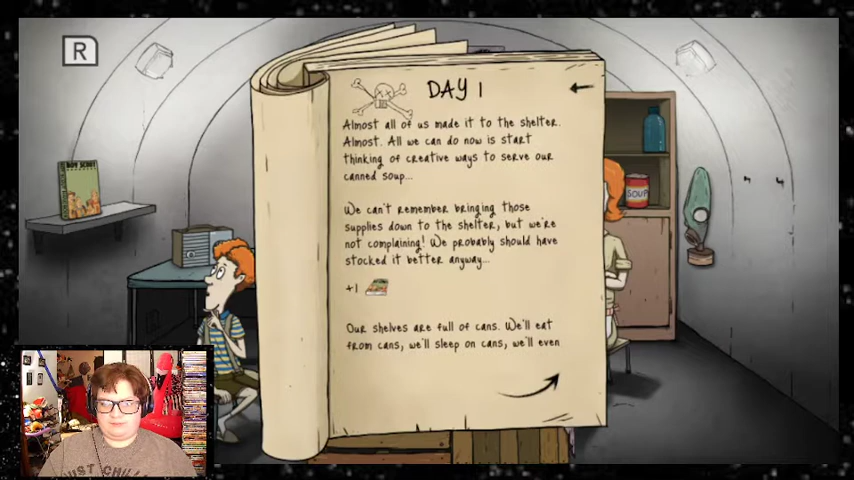 R
DAY 1
Almost all of us made it to the shelter.
Almost. All we can do now is start
thinking of creative ways to serve our
canned soup...
We can't remember bringing those
supplies down to the shelter, but we're
not complaining! We probably should have
stocked it better anyway...
+1
Our shelves are full of cans. We'll eat
from cans, we'll sleep on cans, we'll even
BOY SCOUT
SOUP
JUST CHILL